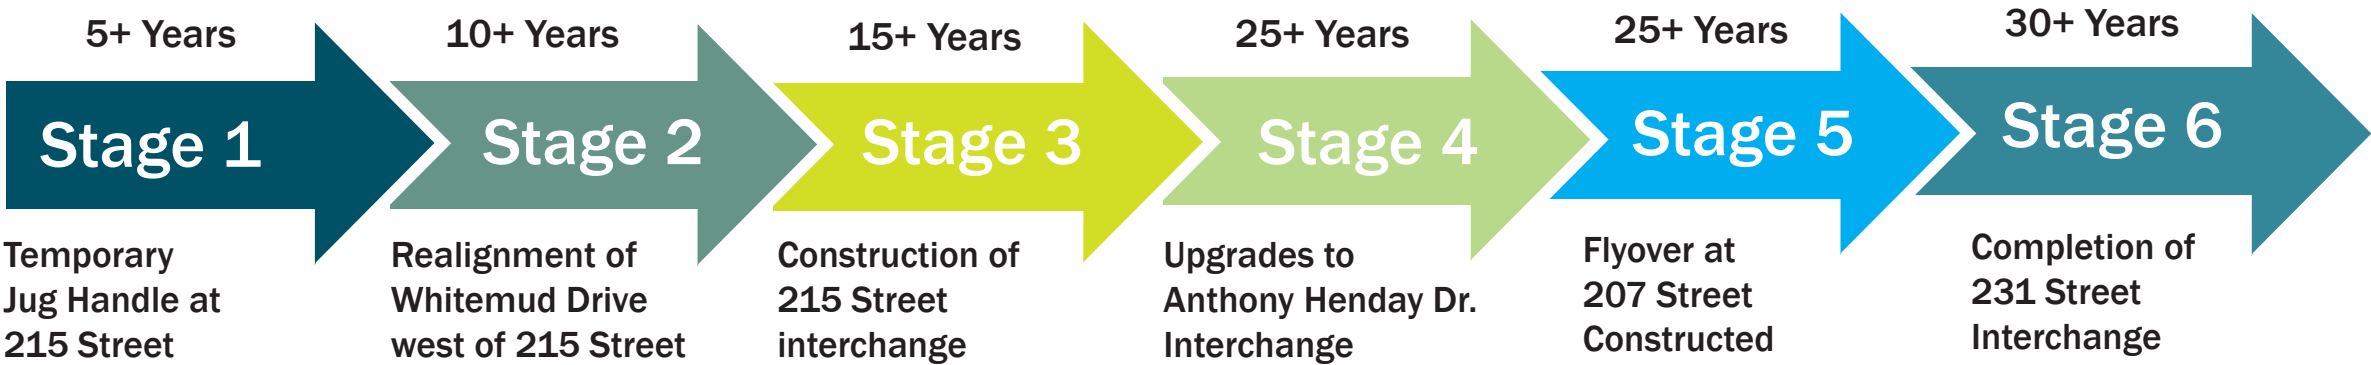 5+ Years
Stage 1
Temporary
Jug Handle at
215 Street
10+ Years
Stage 2
Realignment of
Whitemud Drive
west of 215 Street
15+ Years
Stage 3
Construction of
215 Street
interchange
25+ Years
Stage 4
Upgrades to
Anthony Henday Dr.
Interchange
25+ Years
Stage 5
Flyover at
207 Street
Constructed
30+ Years
Stage 6
Completion of
231 Street
Interchange